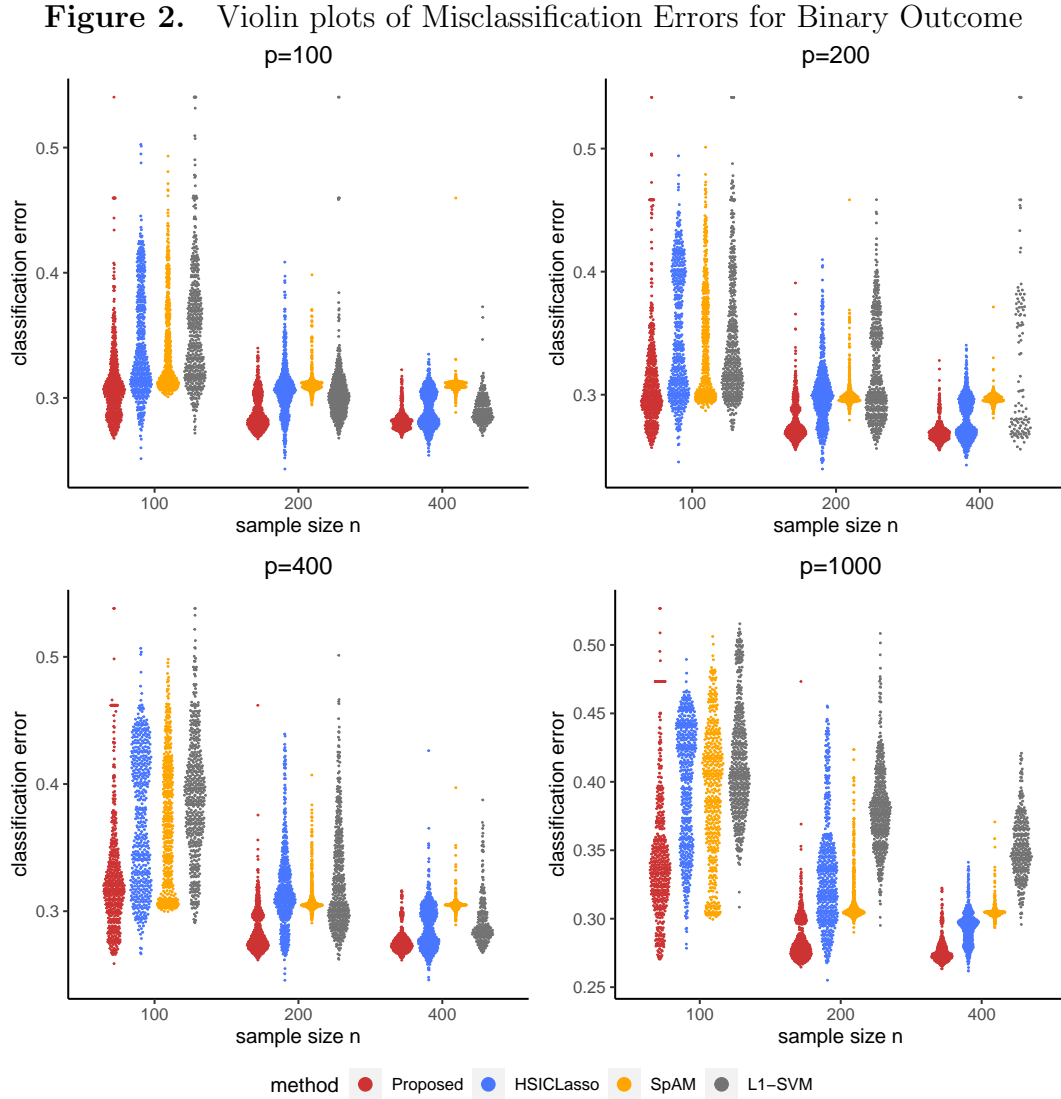 Figure 2. Violin plots of Misclassification Errors for Binary Outcome
p=100
classification error
0.5
0.4
0.3
100
200
400
sample size n
p=200
classification error
0.5
0.4
0.3
100
200
400
sample size n
p=400
classification error
0.5
0.4
0.3
100
200
400
sample size n
p=1000
classification error
0.50
0.45
0.40
0.35
0.30
0.25
100
200
400
sample size n
method Proposed HSICLasso SpAM L1−SVM